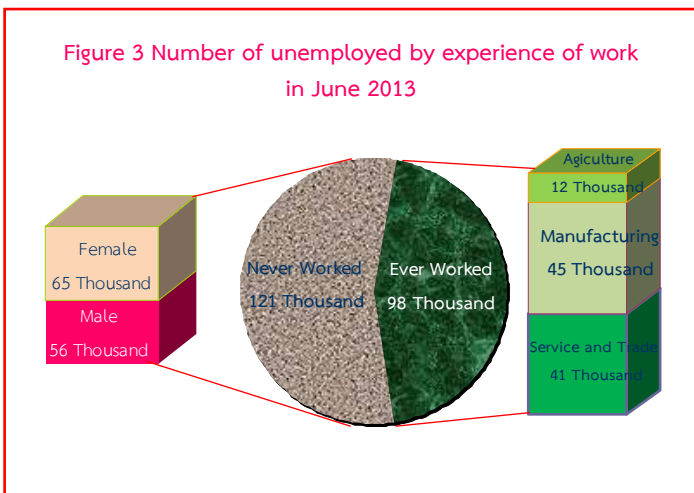 Figure 3 Number of unemployed by experience of work
in June 2013
Female
65 Thousand
Male
56 Thousand
Never Worked
121 Thousand
Ever Worked
98 Thousand
Agiculture
12 Thousand
Manufacturing
45 Thousand
Service and Trade
41 Thousand